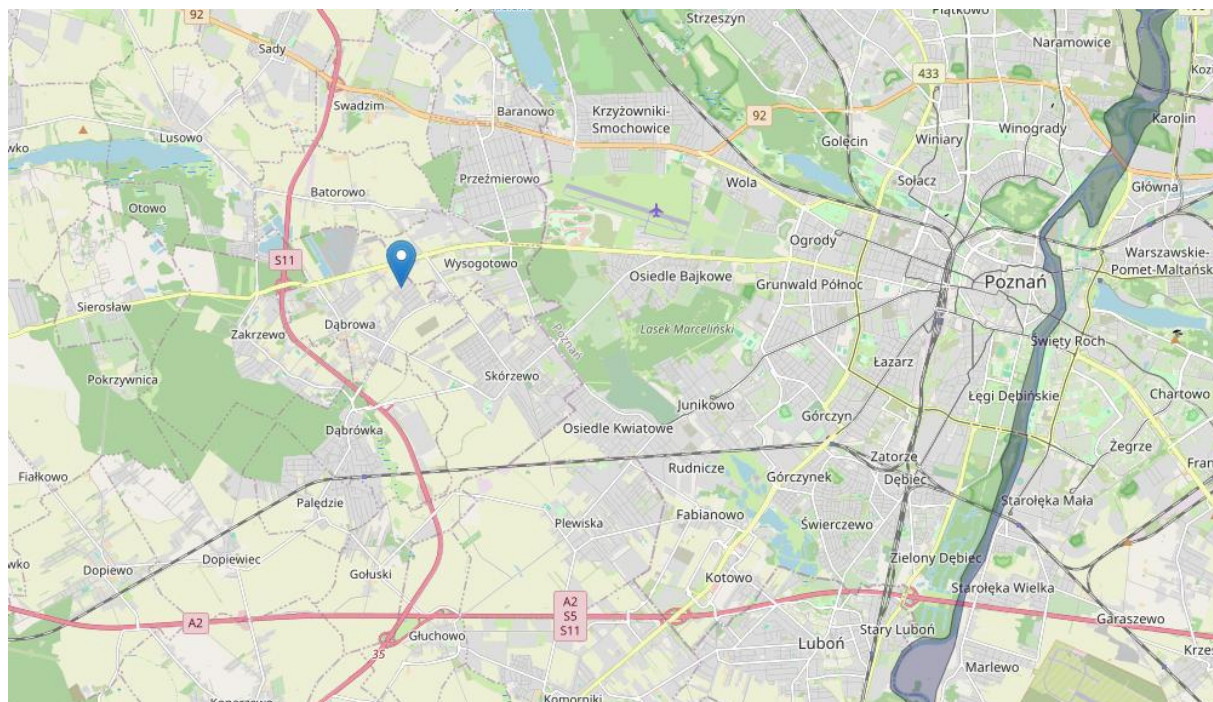 92
Strzeszyn
Piątkowo
Sady
Naramowice
433
Swadzim
Baranowo
Krzyżowniki-
Smochowice
92
Karolin
Lusowo
Golęcin
Winiary
Winogrady
Przeźmierowo
Wola
Sołacz
Główna
Batorowo
Otowo
Ogrody
S11
Wysogotowo
Osiedle Bajkowe
Grunwald Północ
Poznań
Warszawskie-
Pomet-Maltańsk
Sierosław
Zakrzewo
Dąbrowa
Poznań
Lasek Marceliński
Święty Roch
Łazarz
Pokrzywnica
Skórzewo
Junikowo
Łęgi Dębińskie
Chartowo
Górczyn
Dąbrówka
Osiedle Kwiatowe
Żegrze
Zatorze
Dębiec
Fiałkowo
Rudnicze
Górczynek
Fran
Palędzie
Starołęka Mała
Fabianowo
Plewiska
Świerczewo
Dopiewiec
Dopiewo
Gołuski
Zielony Dębiec
Kotowo
Starołęka Wielka
A2
S5
S11
A2
Garaszewo
Głuchowo
Stary Luboń
35
Luboń
Krze
Marlewo
Komorniki